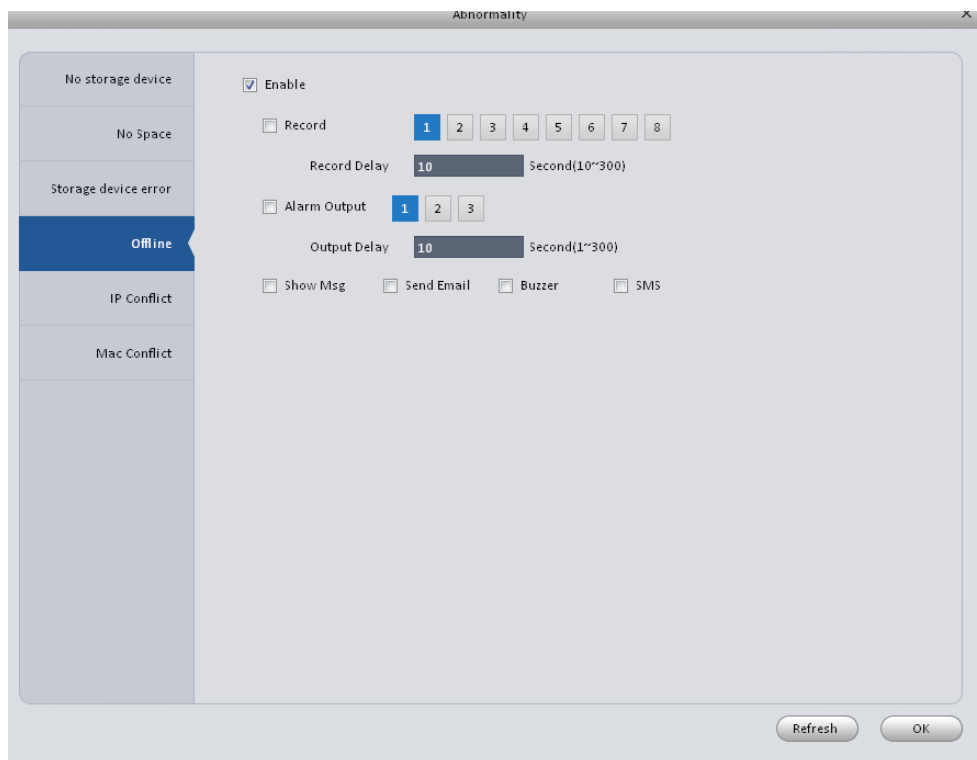 Abnormality
No storage device
No Space
Storage device error
Offline
IP Conflict
Mac Conflict
Enable
Record 1 2 3 4 5 6 7 8
Record Delay 10 Second(10~300)
Alarm Output 1 2 3
Output Delay 10 Second(1~300)
Show Msg Send Email Buzzer SMS
Refresh OK